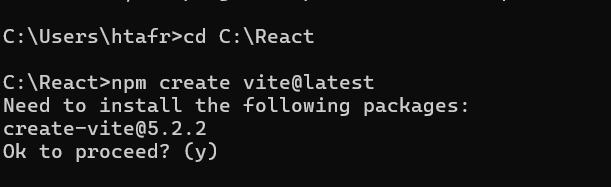 C:\Users\htafr>cd C:\React
C:\React>npm create vite@latest
Need to install the following packages:
create-vite@5.2.2
Ok to proceed? (y)